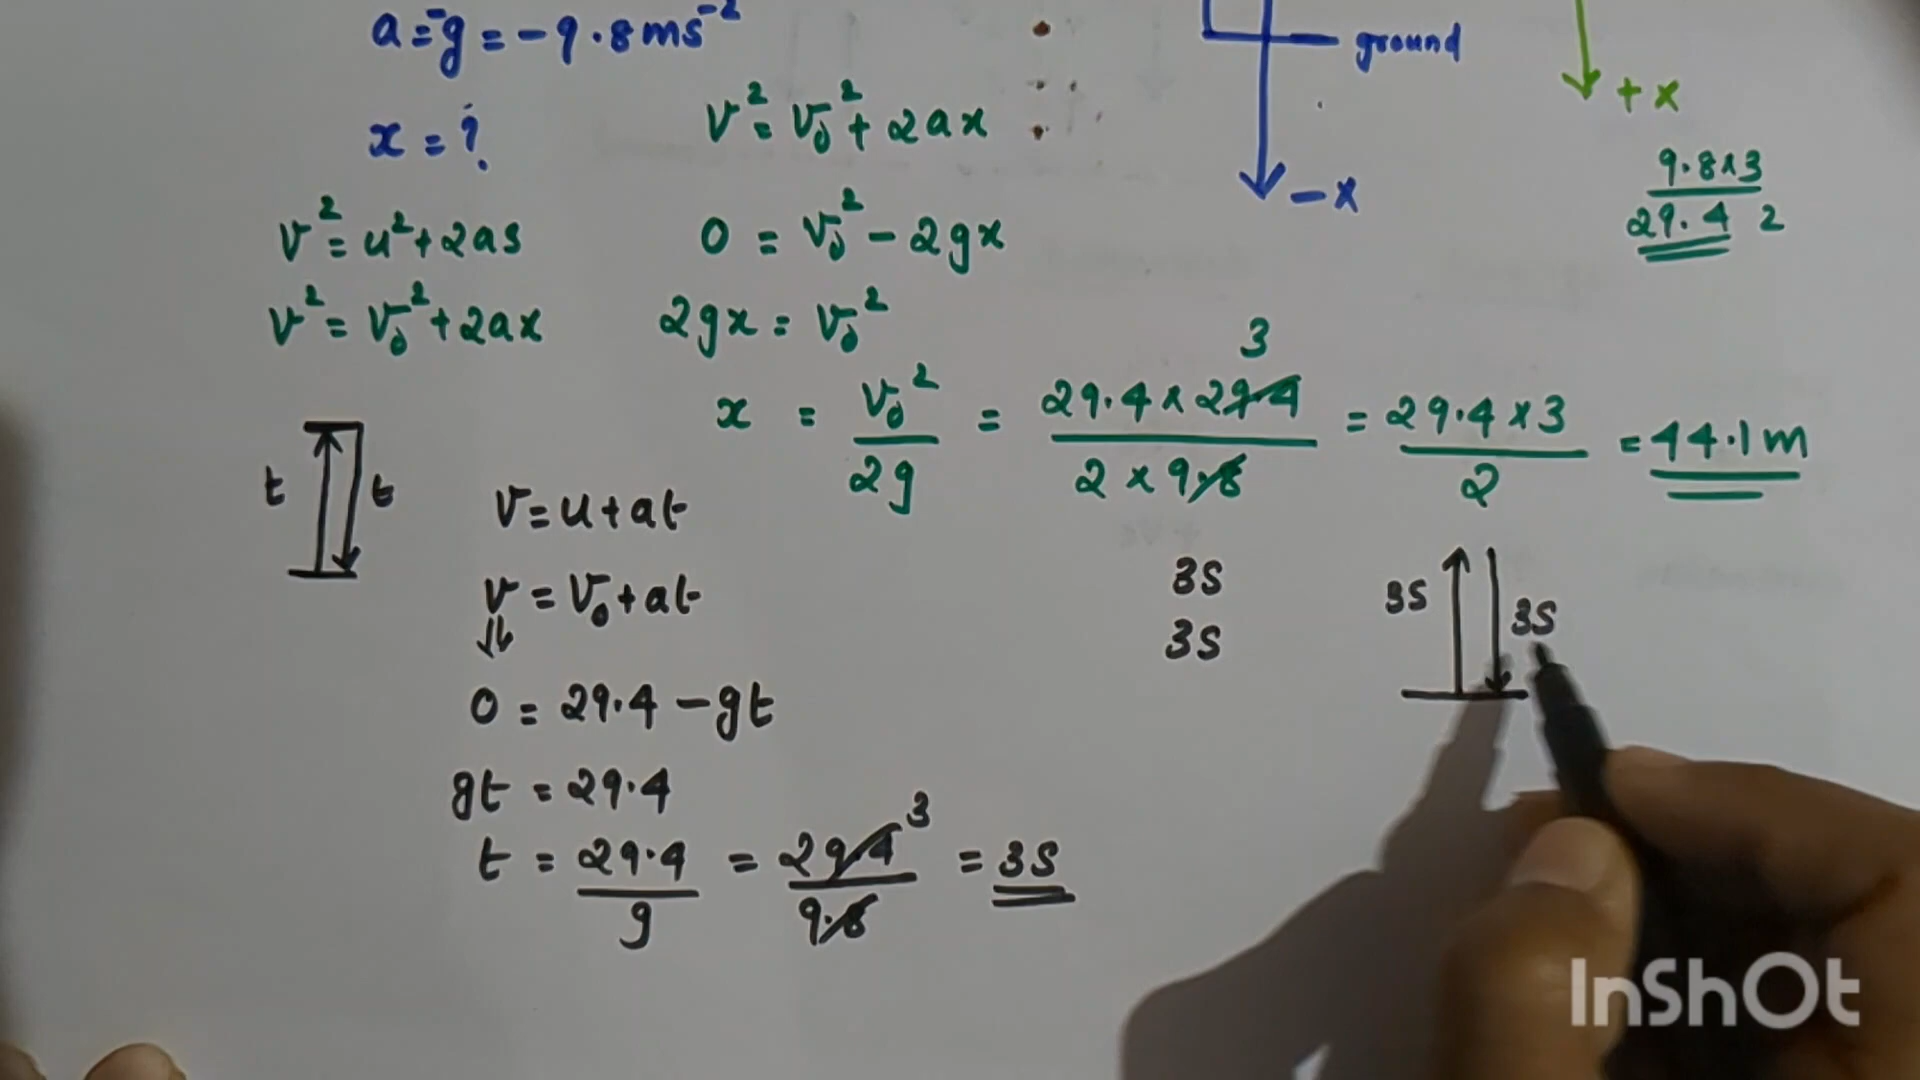 a=-g=-9.8ms⁻²
ground
+x
x=?
v²=v₀²+2ax
-x
9.8×3
29.4 2
v²=u²+2as
0=v₀²-2gx
v²=v₀²+2ax
2gx=v₀²
3
x = v₀²/2g = 29.4×29.4/2×9.8 = 29.4×3/2 = 44.1m
t
t
v=u+at
3s
3s
3s
3s
v=v₀+at
0=29.4-gt
gt=29.4
3
t = 29.4/g = 29.4/9.8 = 3s
InShOt